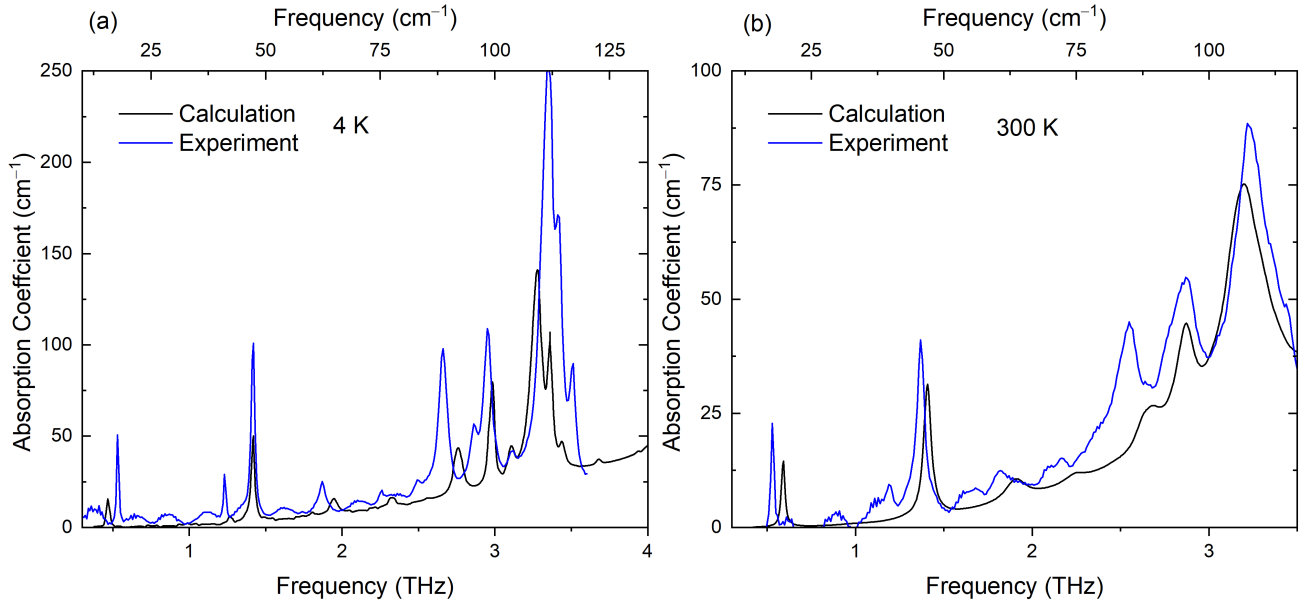 (a)
Frequency (cm⁻¹)
25 50 75 100 125
250
200
150
100
50
0
Absorption Coeffcient (cm⁻¹)
Calculation
Experiment
4 K
1 2 3 4
Frequency (THz)
(b)
Frequency (cm⁻¹)
25 50 75 100
100
75
50
25
0
Absorption Coeffcient (cm⁻¹)
Calculation
Experiment
300 K
1 2 3
Frequency (THz)